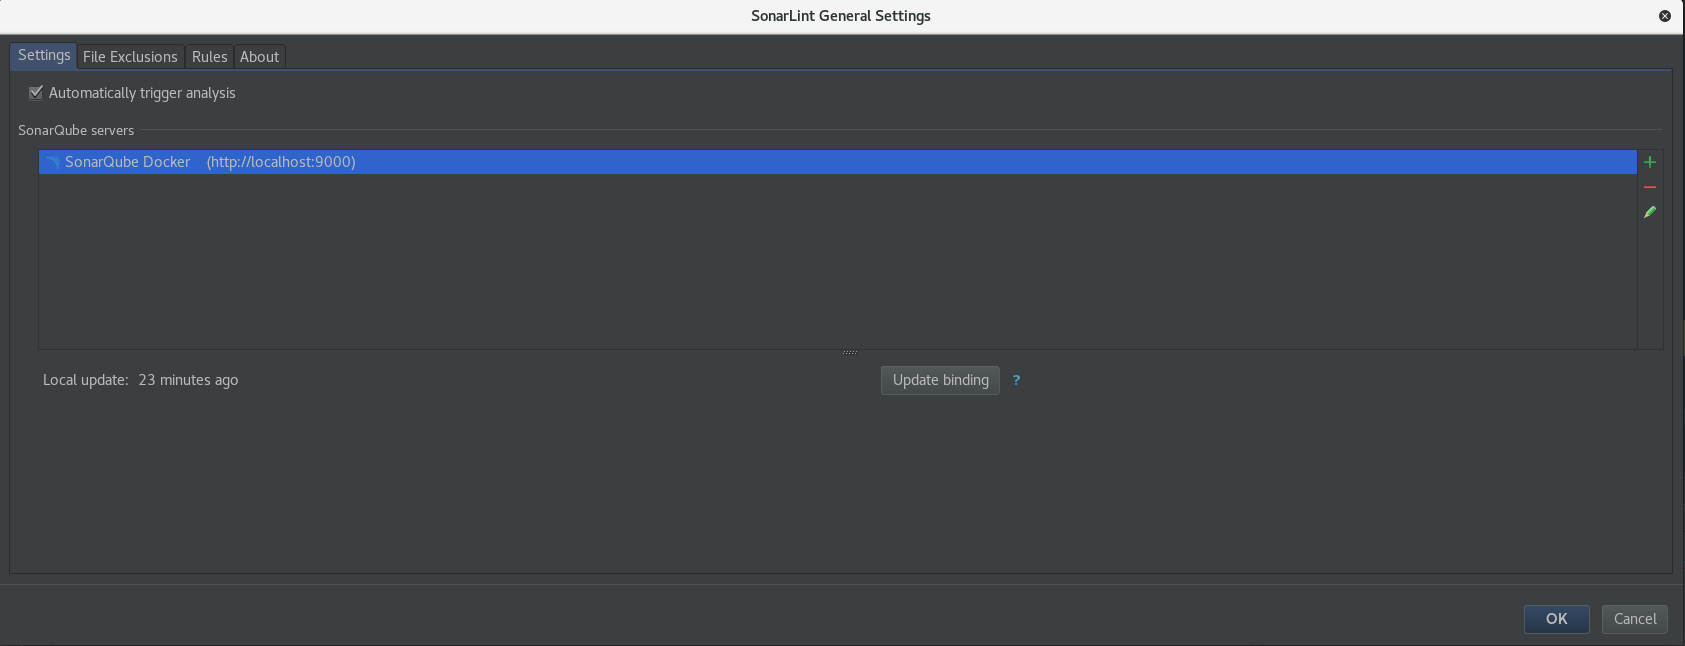 SonarLint General Settings
Settings File Exclusions Rules About
Automatically trigger analysis
SonarQube servers
SonarQube Docker (http://localhost:9000)
Local update: 23 minutes ago Update binding ?
OK Cancel